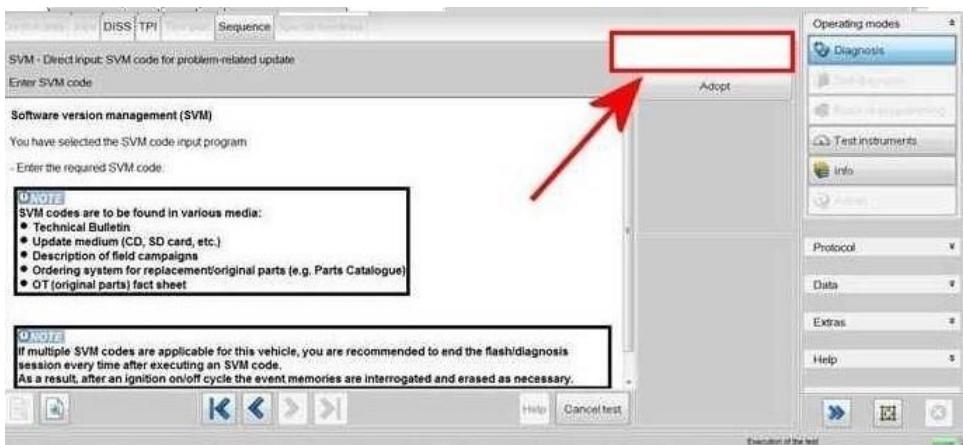 DISS
TPI
Sequence
SVM - Direct input: SVM code for problem-related update
Enter SVM code
Adopt
Software version management (SVM)
You have selected the SVM code input program
- Enter the required SVM code:
NOTE
SVM codes are to be found in various media:
● Technical Bulletin
● Update medium (CD, SD card, etc.)
● Description of field campaigns
● Ordering system for replacement/original parts (e.g. Parts Catalogue)
● OT (original parts) fact sheet
NOTE
If multiple SVM codes are applicable for this vehicle, you are recommended to end the flash/diagnosis
session every time after executing an SVM code.
As a result, after an ignition on/off cycle the event memories are interrogated and erased as necessary.
Help
Cancel test
Operating modes
Diagnosis
Test instruments
Info
Protocol
Data
Extras
Help
Execution of the test